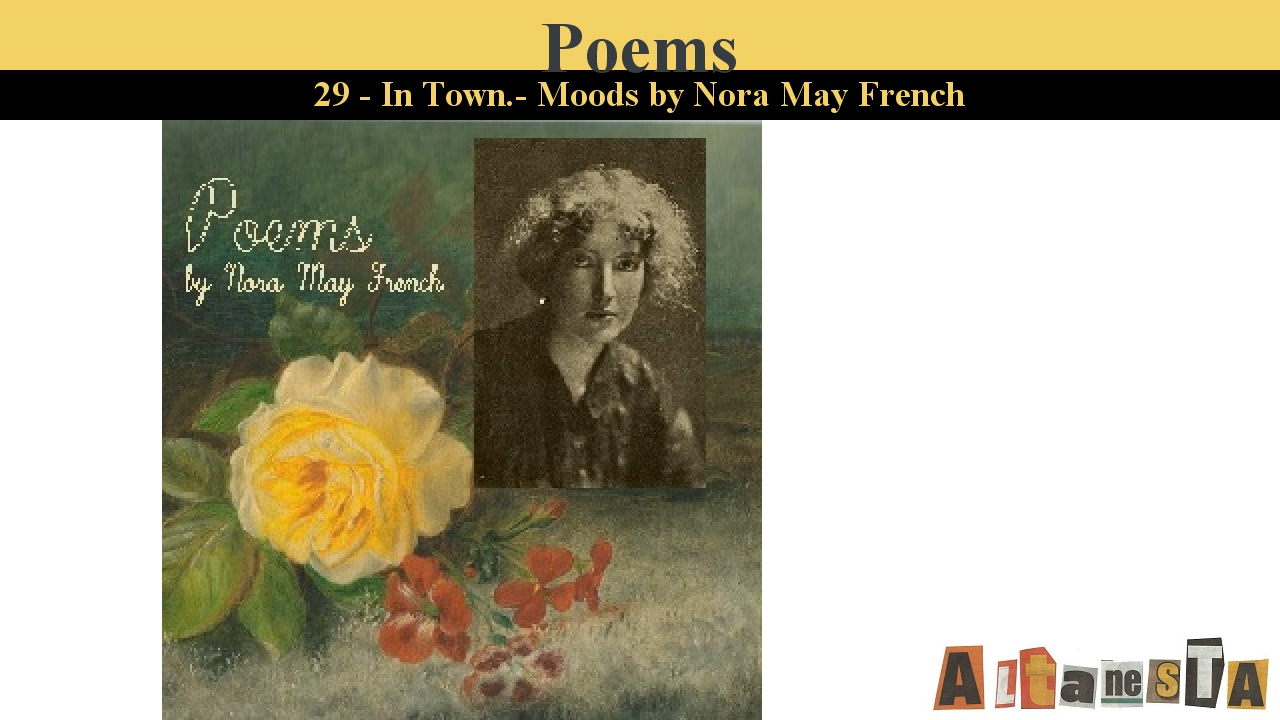 Poems
29 - In Town.- Moods by Nora May French
Poems
by Nora May French
AltanesTA